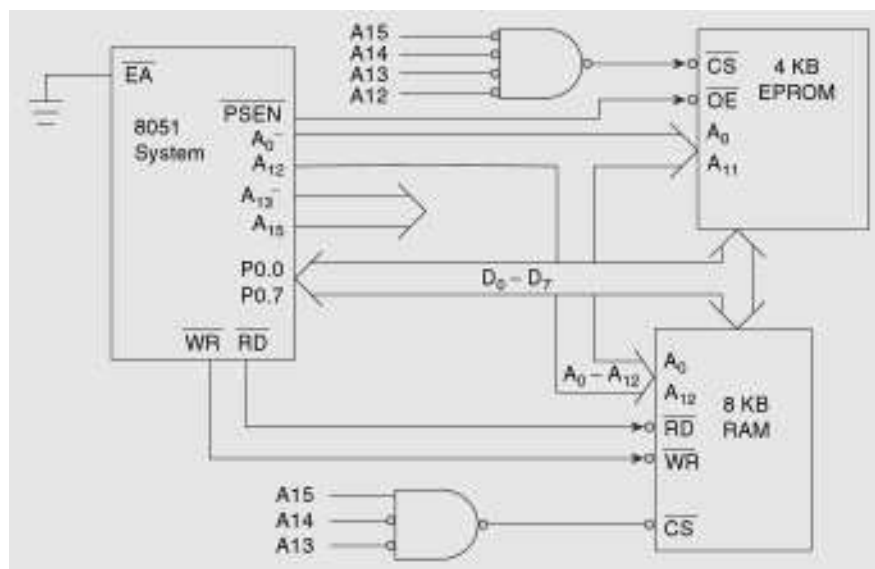 A15
A14
A13
A12
EA
8051
System
PSEN
A0-
A12
A13-
A15
P0.0
P0.7
WR RD
CS
OE
A0
A11
4 KB
EPROM
D0 – D7
A0 – A12
A0
A12
RD
WR
CS
8 KB
RAM
A15
A14
A13